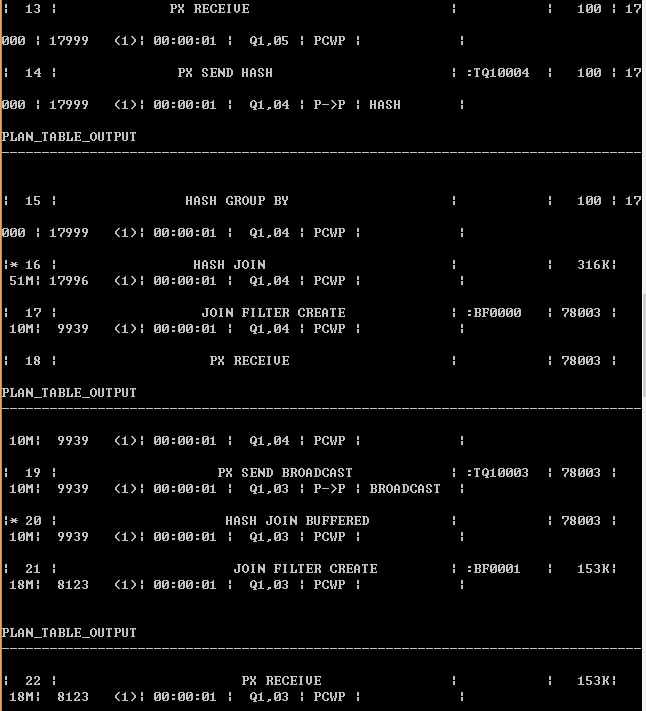 | 13 | PX RECEIVE | | 100 | 17
000 | 17999 (1)| 00:00:01 | Q1,05 | PCWP | |
| 14 | PX SEND HASH | :TQ10004 | 100 | 17
000 | 17999 (1)| 00:00:01 | Q1,04 | P->P | HASH |
PLAN_TABLE_OUTPUT
--------------------------------------------------------------------------------
| 15 | HASH GROUP BY | | 100 | 17
000 | 17999 (1)| 00:00:01 | Q1,04 | PCWP | |
|* 16 | HASH JOIN | | 316K|
51M| 17996 (1)| 00:00:01 | Q1,04 | PCWP | |
| 17 | JOIN FILTER CREATE | :BF0000 | 78003 |
10M| 9939 (1)| 00:00:01 | Q1,04 | PCWP | |
| 18 | PX RECEIVE | | 78003 |
PLAN_TABLE_OUTPUT
--------------------------------------------------------------------------------
10M| 9939 (1)| 00:00:01 | Q1,04 | PCWP | |
| 19 | PX SEND BROADCAST | :TQ10003 | 78003 |
10M| 9939 (1)| 00:00:01 | Q1,03 | P->P | BROADCAST |
|* 20 | HASH JOIN BUFFERED | | 78003 |
10M| 9939 (1)| 00:00:01 | Q1,03 | PCWP | |
| 21 | JOIN FILTER CREATE | :BF0001 | 153K|
18M| 8123 (1)| 00:00:01 | Q1,03 | PCWP | |
PLAN_TABLE_OUTPUT
--------------------------------------------------------------------------------
| 22 | PX RECEIVE | | 153K|
18M| 8123 (1)| 00:00:01 | Q1,03 | PCWP | |